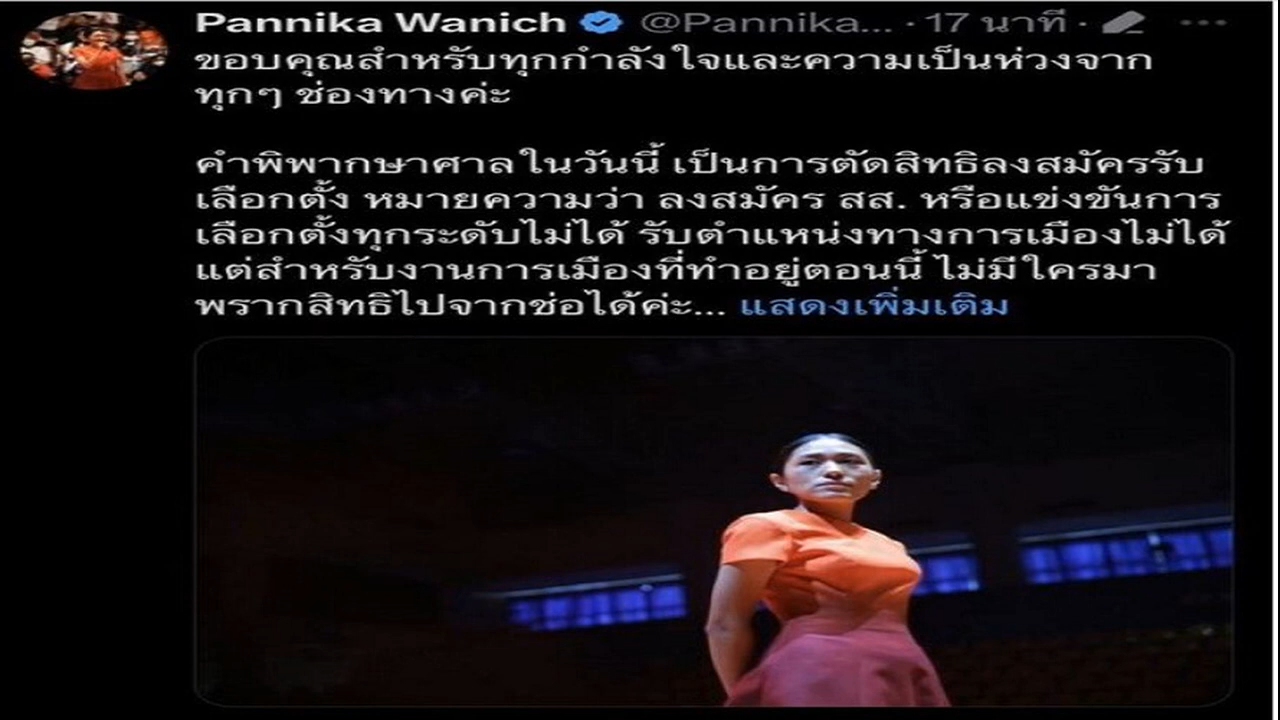 Pannika Wanich @Pannika... · 17 นาที ·
ขอบคุณสำหรับทุกกำลังใจและความเป็นห่วงจาก
ทุกๆ ช่องทางค่ะ
คำพิพากษาศาลในวันนี้ เป็นการตัดสิทธิลงสมัครรับ
เลือกตั้ง หมายความว่า ลงสมัคร สส. หรือแข่งขันการ
เลือกตั้งทุกระดับไม่ได้ รับตำแหน่งทางการเมืองไม่ได้
แต่สำหรับงานการเมืองที่ทำอยู่ตอนนี้ ไม่มีใครมา
พรากสิทธิไปจากช่อได้ค่ะ... แสดงเพิ่มเติม